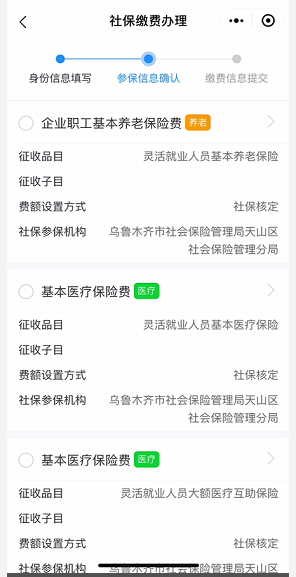 社保缴费办理
身份信息填写 参保信息确认 缴费信息提交
企业职工基本养老保险费 养老
征收品目 灵活就业人员基本养老保险
征收子目
费额设置方式 社保核定
社保参保机构 乌鲁木齐市社会保险管理局天山区
社会保险管理分局
基本医疗保险费 医疗
征收品目 灵活就业人员基本医疗保险
征收子目
费额设置方式 社保核定
社保参保机构 乌鲁木齐市社会保险管理局天山区
社会保险管理分局
基本医疗保险费 医疗
征收品目 灵活就业人员大额医疗互助保险
征收子目
费额设置方式 社保核定
社保参保机构 乌鲁木齐市社会保险管理局天山区